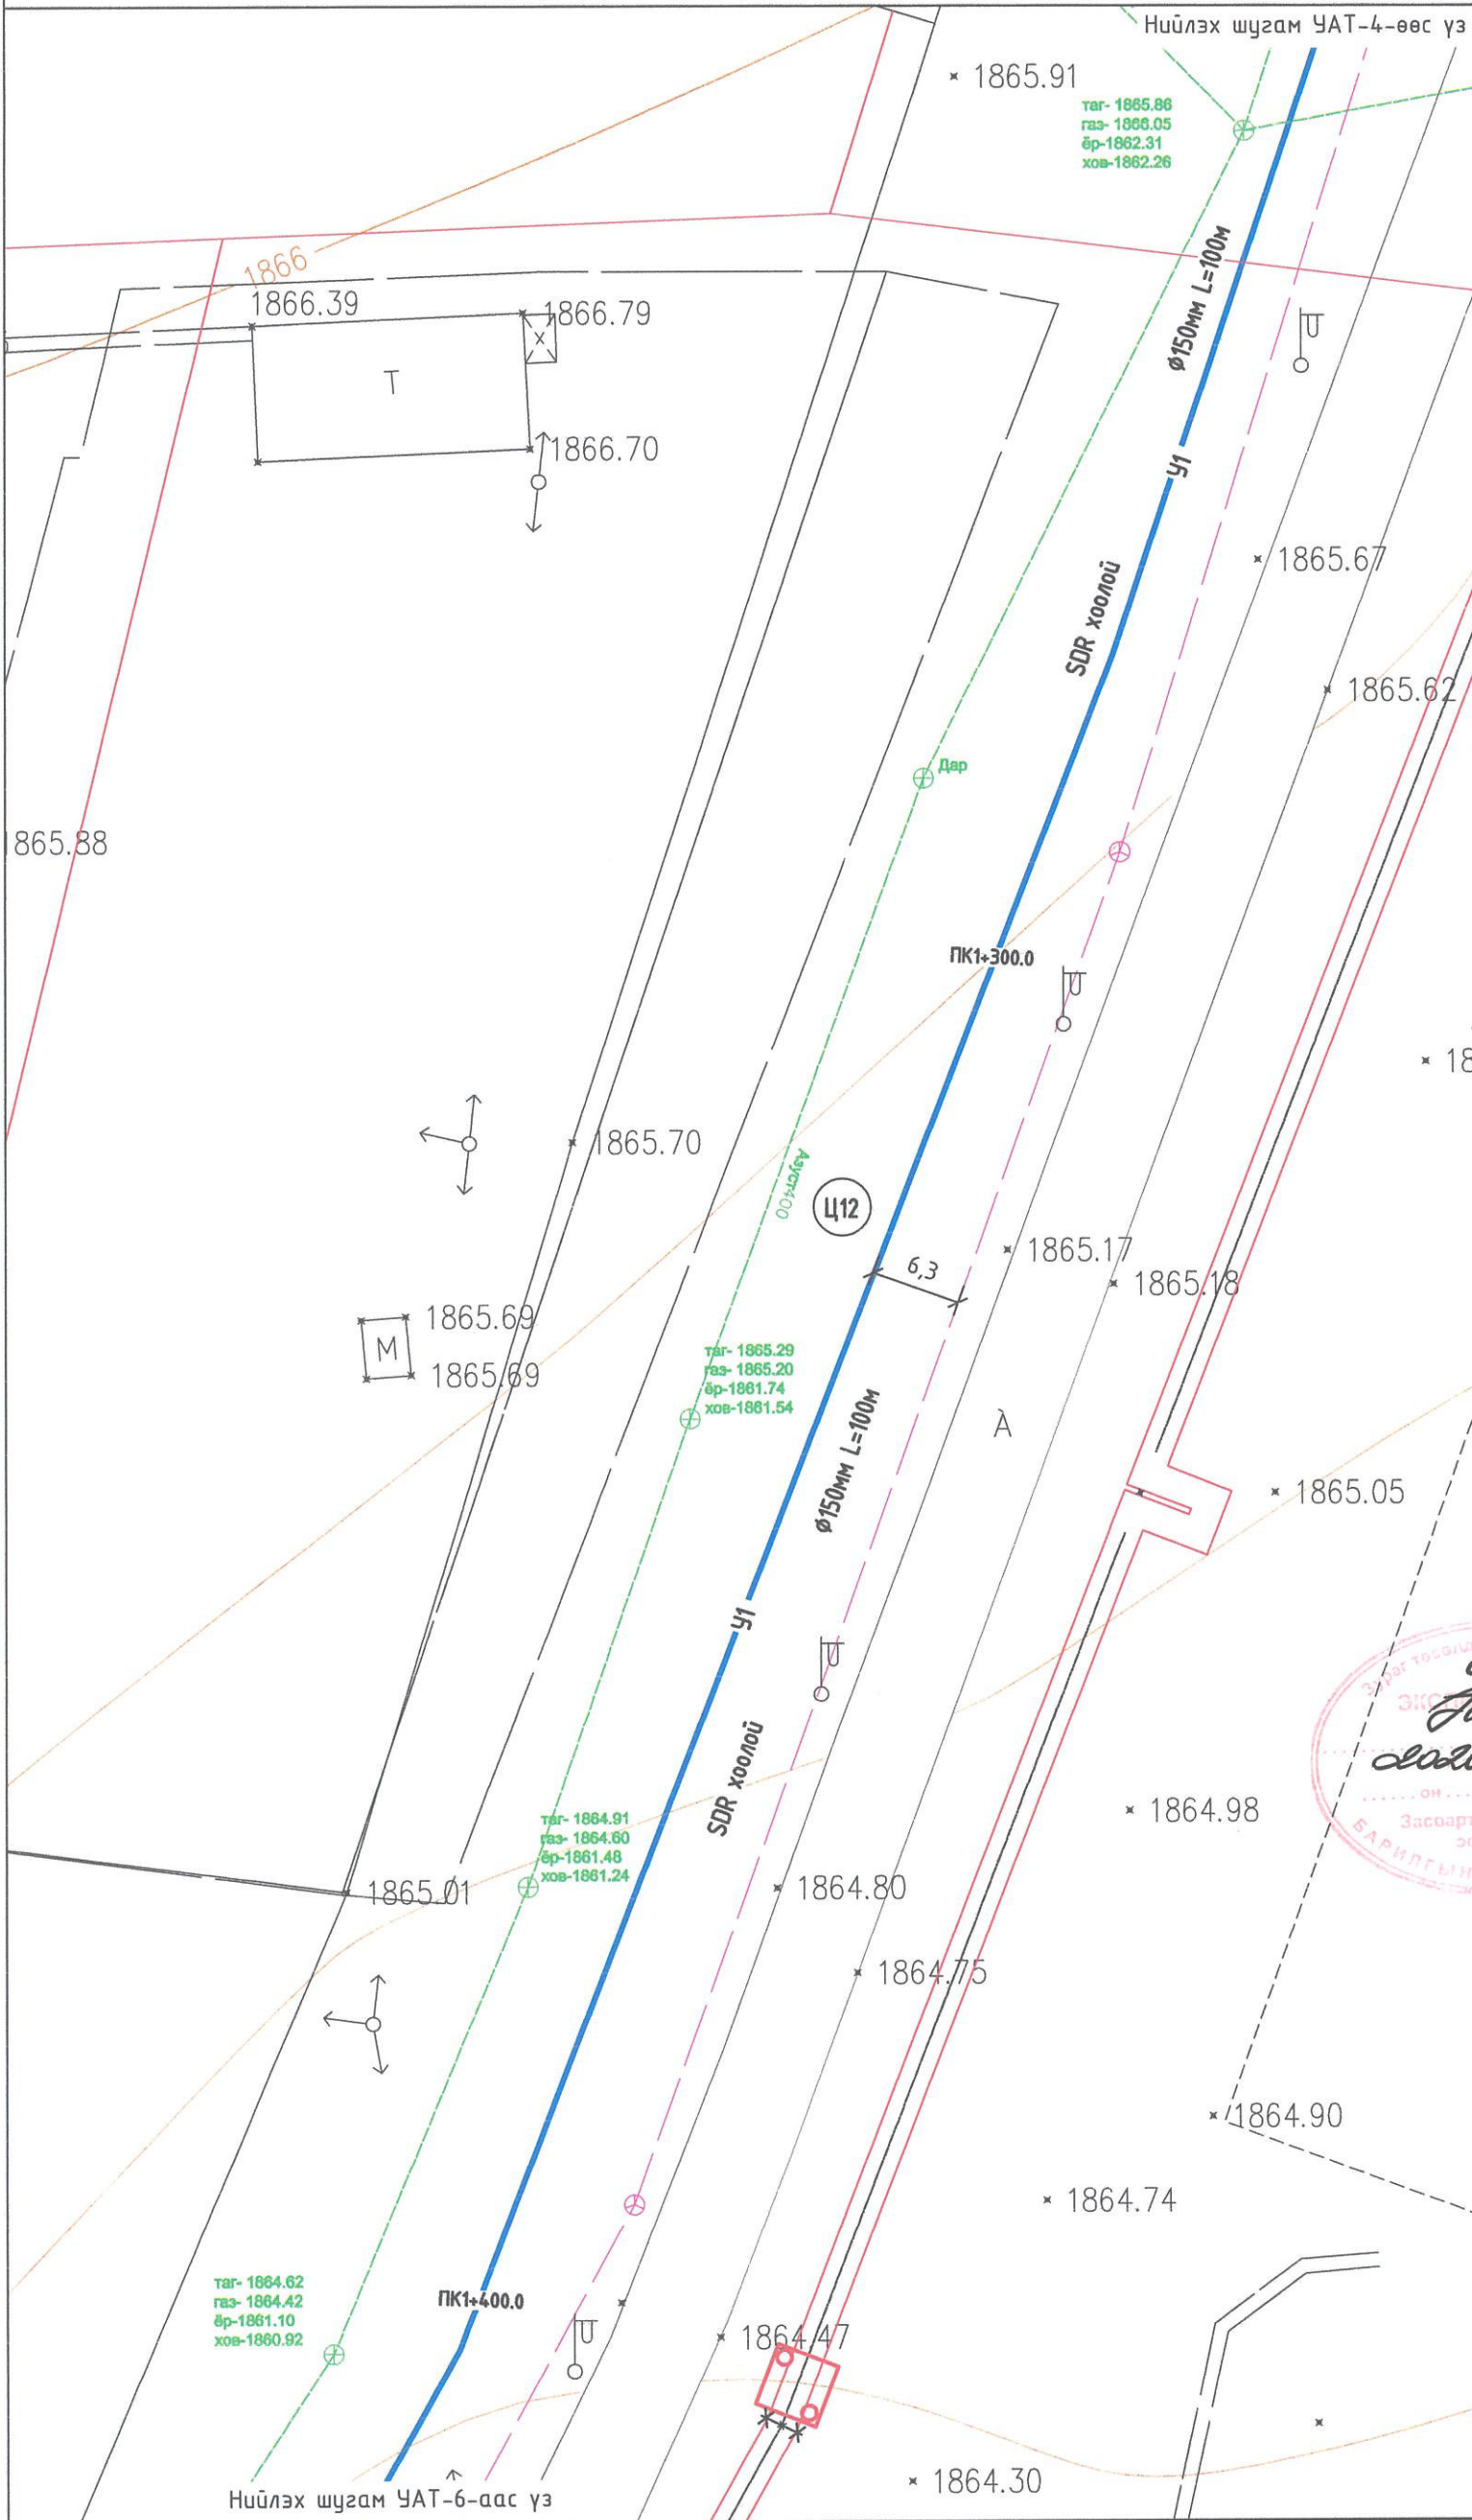 Нийлэх шугам УАТ-4-өөс үз
1865.91
таг- 1865.86
газ- 1866.05
ёр-1862.31
хов-1862.26
1866
1866.39
1866.79
Т
1866.70
ϕ150мм L=100м
У1
SDR хоолой
1865.67
1865.62
Дар
1865.88
ПК1+300.0
1865.70
Ц12
1865.17
6,3
1865.18
1865.69
М
1865.69
таг- 1865.29
газ- 1865.20
ёр-1861.74
хов-1861.54
ϕ150мм L=100м
À
1865.05
У1
SDR хоолой
1864.98
таг- 1864.91
газ- 1864.60
ёр-1861.48
хов-1861.24
1865.01
1864.80
1864.75
1864.90
1864.74
таг- 1864.62
газ- 1864.42
ёр-1861.10
хов-1860.92
ПК1+400.0
1864.47
1864.30
Нийлэх шугам УАТ-6-аас үз